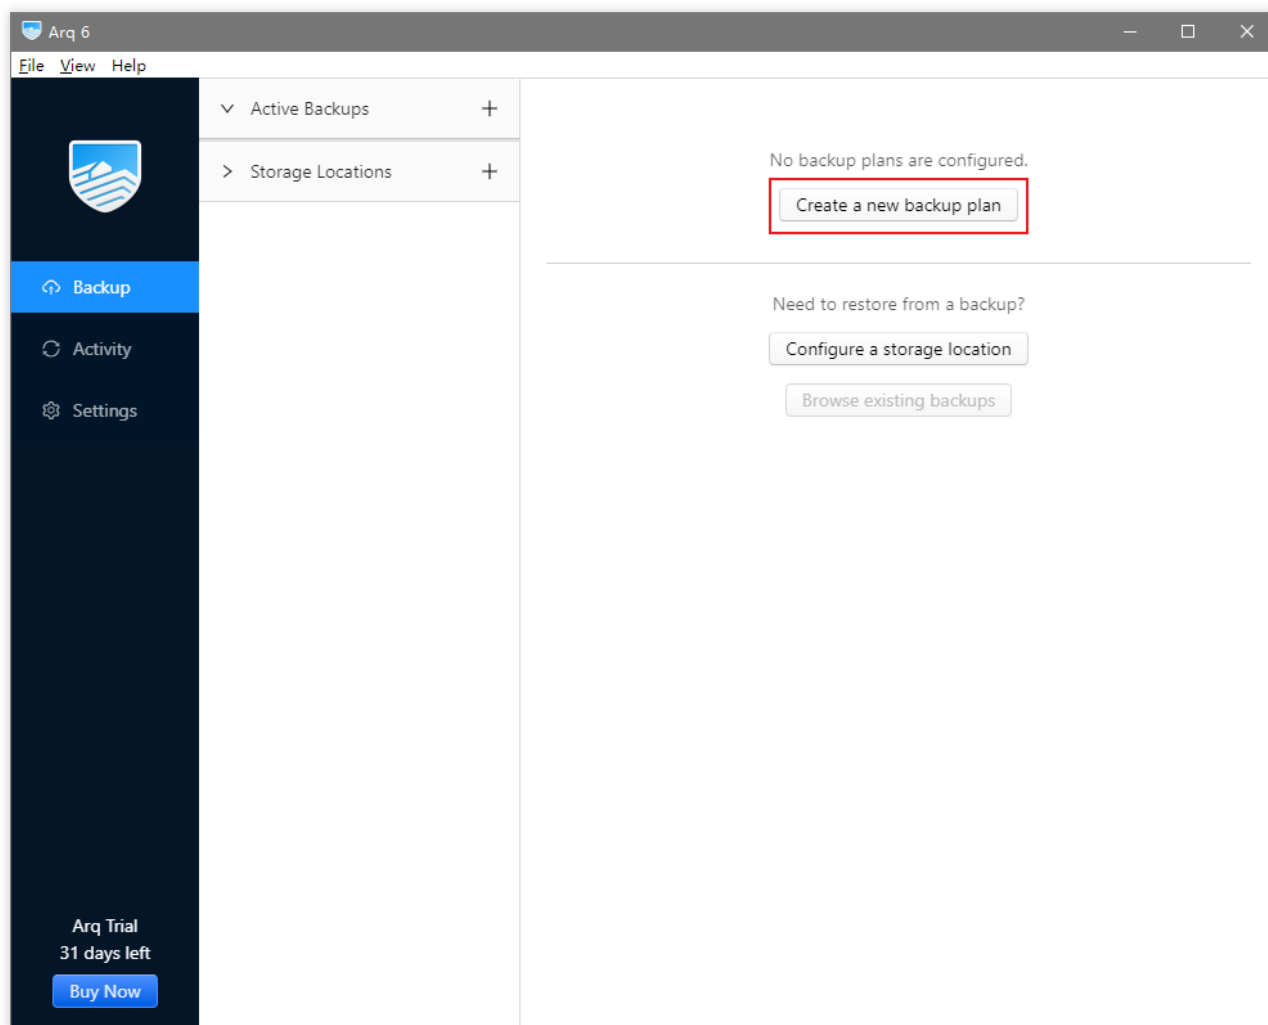 Arq 6
File View Help
Active Backups
Storage Locations
Backup
Activity
Settings
Arq Trial
31 days left
Buy Now
No backup plans are configured.
Create a new backup plan
Need to restore from a backup?
Configure a storage location
Browse existing backups